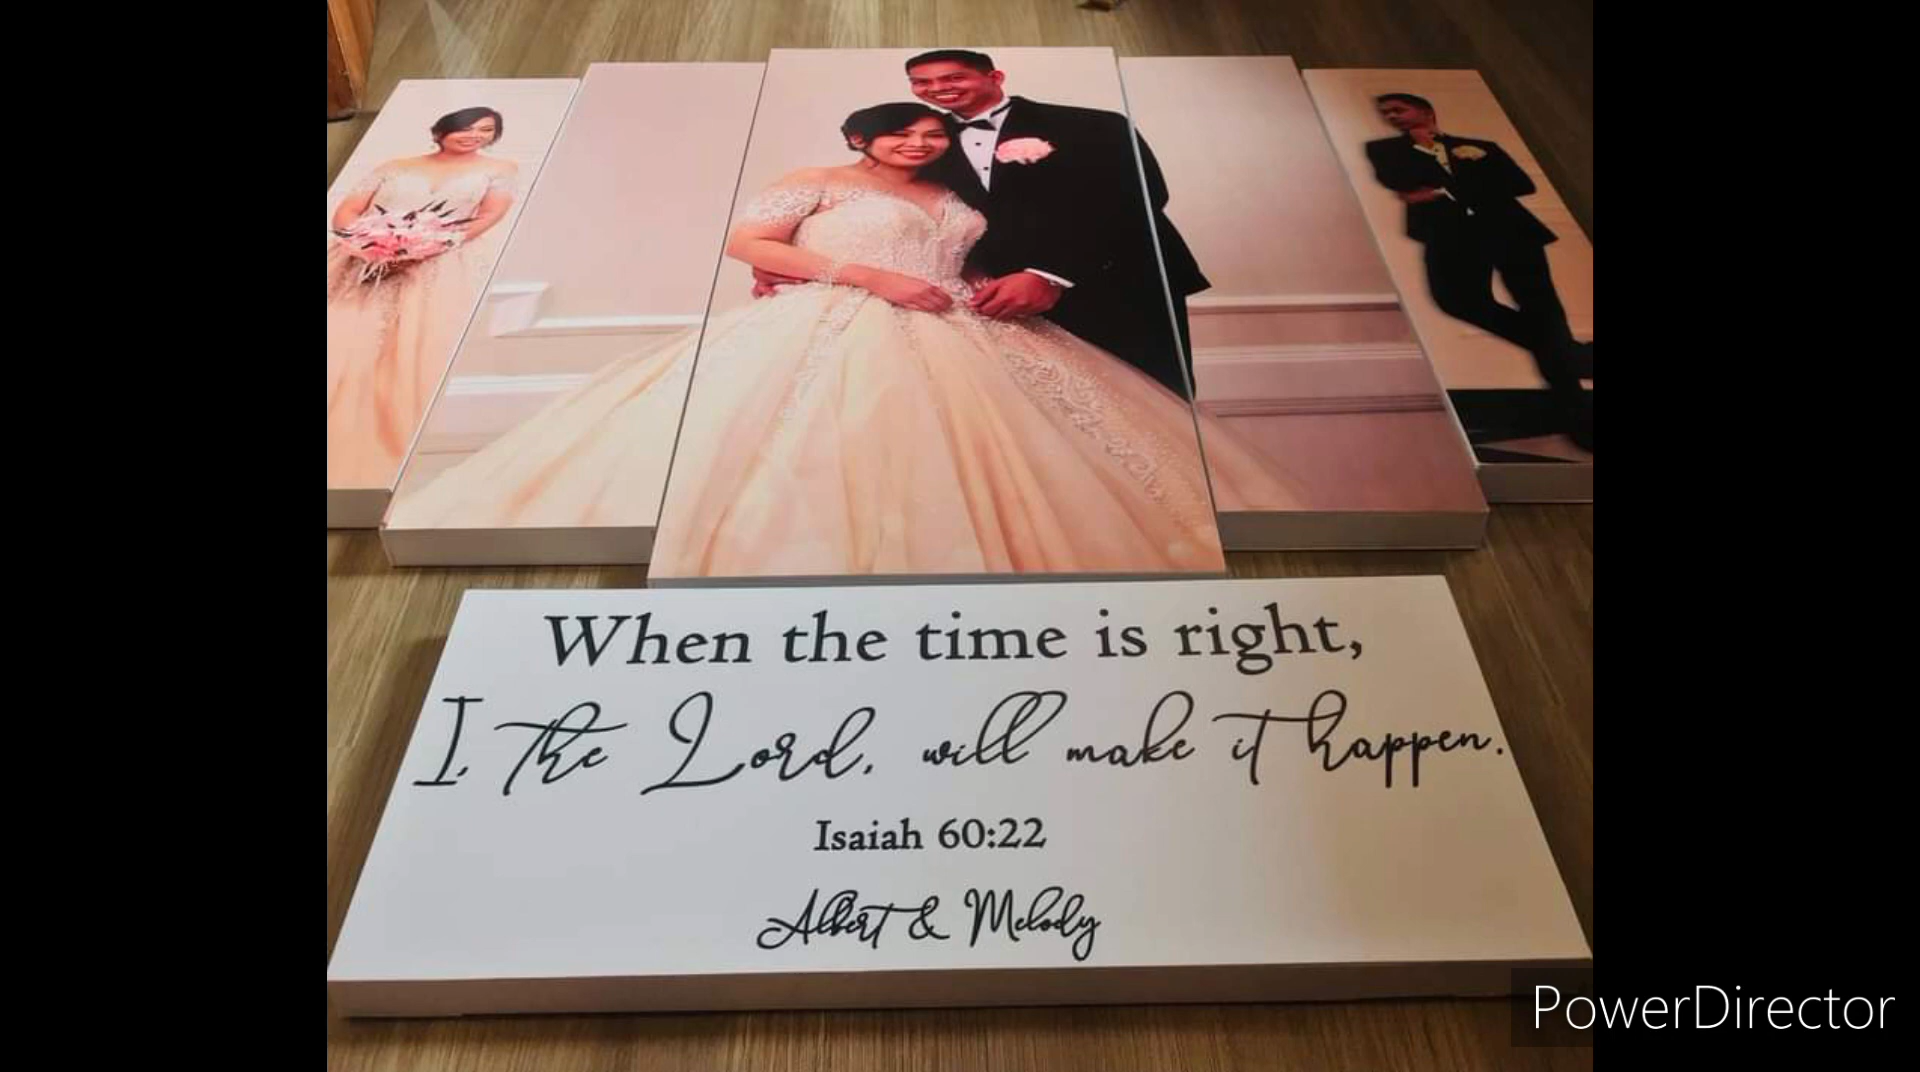 When the time is right,
I, the Lord, will make it happen.
Isaiah 60:22
Albert & Melody
PowerDirector